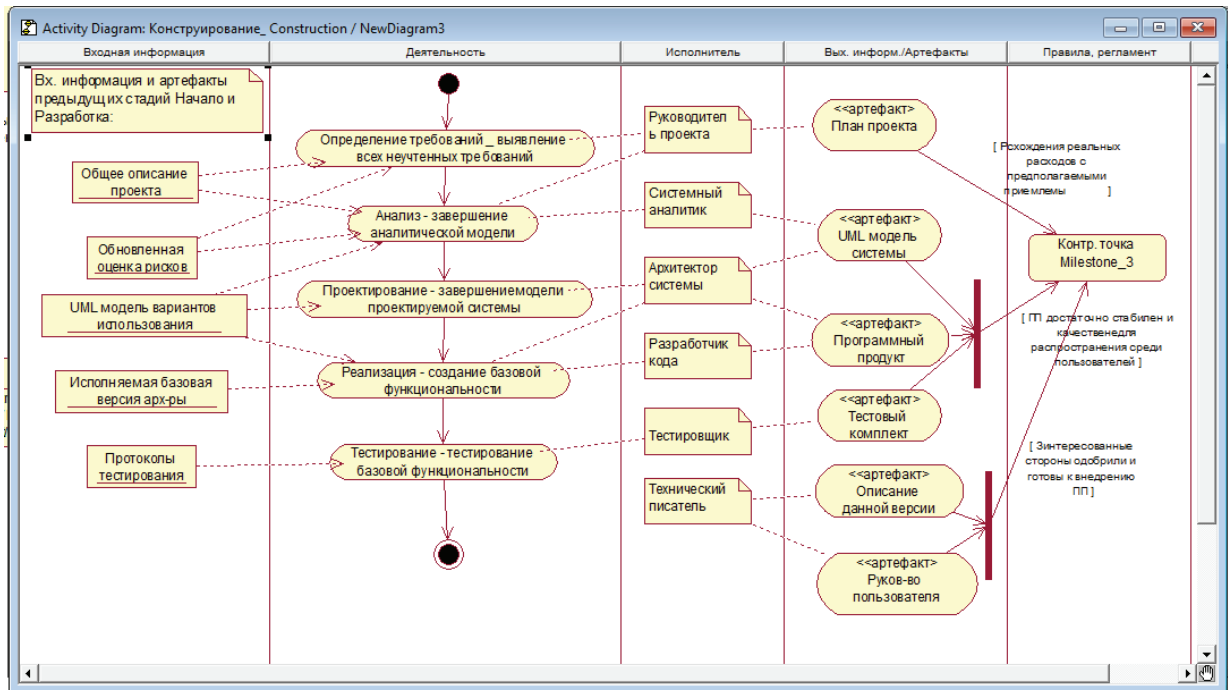 Activity Diagram: Конструирование_ Construction / NewDiagram3
Входная информация
Деятельность
Исполнитель
Вых. информ./Артефакты
Правила, регламент
Вх. информация и артефакты
предыдущих стадий Начало и
Разработка:
Общее описание
проекта
Обновленная
оценка рисков
UML модель вариантов
использования
Исполняемая базовая
версия арх-ры
Протоколы
тестирования
Определение требований _ выявление
всех неучтенных требований
Анализ - завершение
аналитической модели
Проектирование - завершениемодели
проектируемой системы
Реализация - создание базовой
функциональности
Тестирование - тестирование
базовой функциональности
Руководител
ь проекта
Системный
аналитик
Архитектор
системы
Разработчик
кода
Тестировщик
Технический
писатель
<<артефакт>
План проекта
<<артефакт>
UML модель
системы
<<артефакт>
Программный
продукт
<<артефакт>
Тестовый
комплект
<<артефакт>
Описание
данной версии
<<артефакт>
Руков-во
пользователя
[ Рсхождения реальных
расходов с
предполагаемыми
приемлемы ]
Контр. точка
Milestone_3
[ ПП достаточно стабилен и
качественедля
распространения среди
пользователей ]
[ Зинтересованные
стороны одобрили и
готовы к внедрению
ПП ]